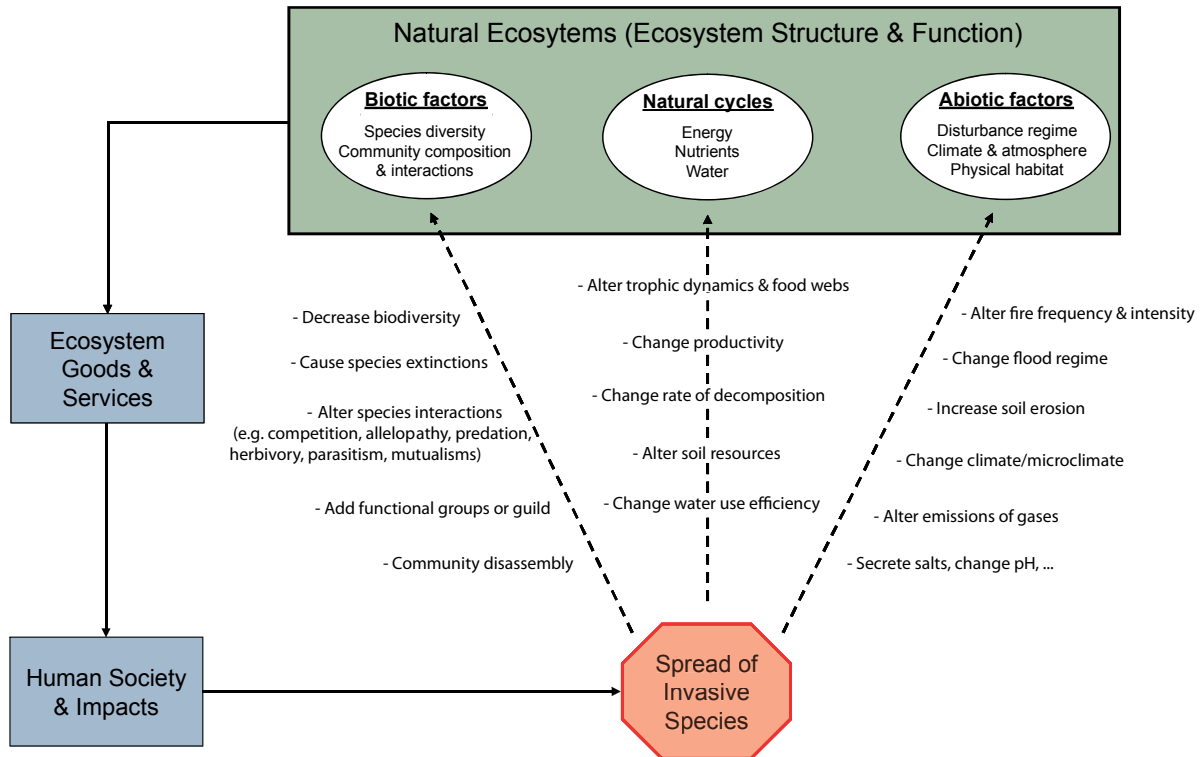 Natural Ecosytems (Ecosystem Structure & Function)
Biotic factors
Species diversity
Community composition
& interactions
Natural cycles
Energy
Nutrients
Water
Abiotic factors
Disturbance regime
Climate & atmosphere
Physical habitat
- Decrease biodiversity
- Cause species extinctions
- Alter species interactions
(e.g. competition, allelopathy, predation,
herbivory, parasitism, mutualisms)
- Add functional groups or guild
- Community disassembly
- Alter trophic dynamics & food webs
- Change productivity
- Change rate of decomposition
- Alter soil resources
- Change water use efficiency
- Alter fire frequency & intensity
- Change flood regime
- Increase soil erosion
- Change climate/microclimate
- Alter emissions of gases
- Secrete salts, change pH, ...
Ecosystem
Goods &
Services
Human Society
& Impacts
Spread of
Invasive
Species